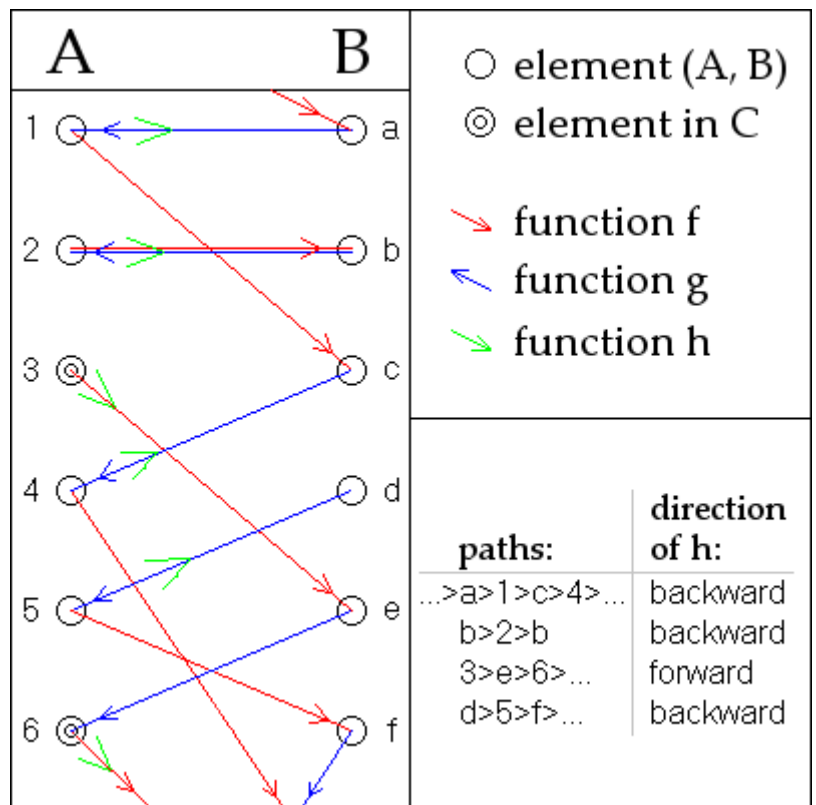 A B
1 a
2 b
3 c
4 d
5 e
6 f
element (A, B)
element in C
function f
function g
function h
paths: direction of h:
...>a>1>c>4>... backward
b>2>b backward
3>e>6>... forward
d>5>f>... backward